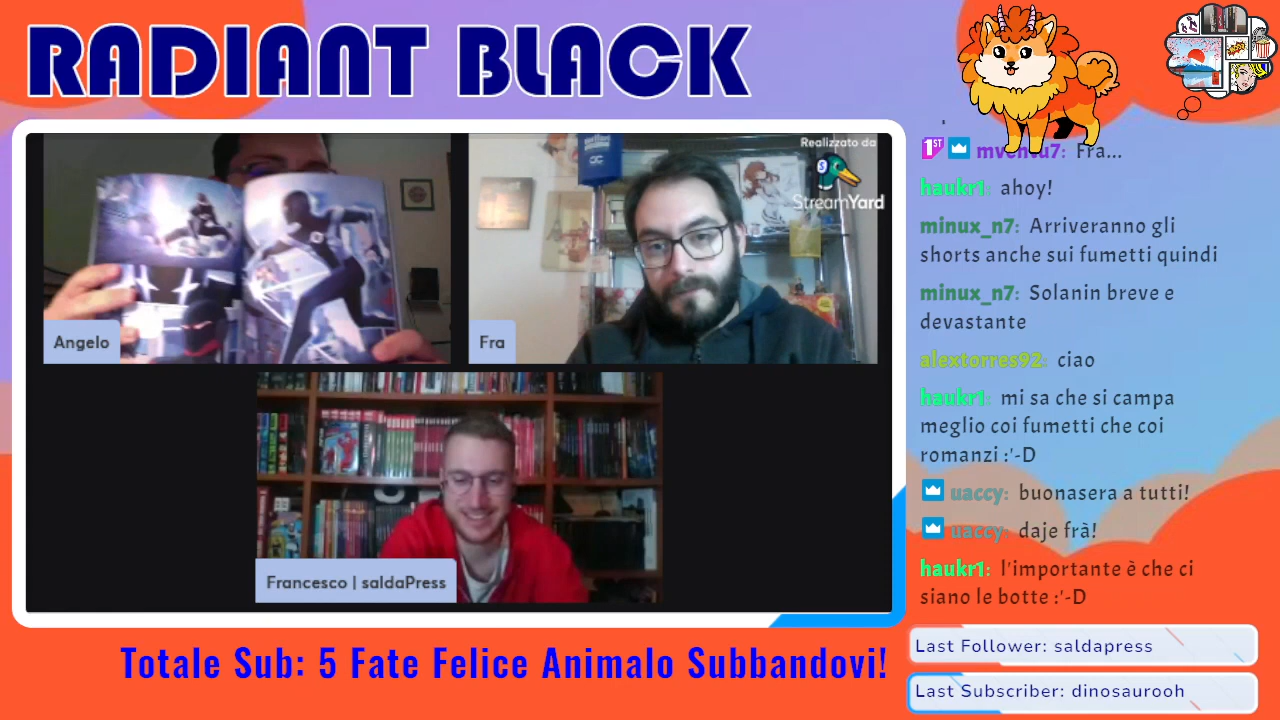 RADIANT BLACK
Realizzato da
StreamYard
Angelo
Fra
Francesco | saldaPress
1ST mventu7: Fra...
haukr1: ahoy!
minux_n7: Arriveranno gli
shorts anche sui fumetti quindi
minux_n7: Solanin breve e
devastante
alextorres92: ciao
haukr1: mi sa che si campa
meglio coi fumetti che coi
romanzi :'-D
uaccy: buonasera a tutti!
uaccy: daje frà!
haukr1: l'importante è che ci
siano le botte :'-D
Totale Sub: 5 Fate Felice Animalo Subbandovi!
Last Follower: saldapress
Last Subscriber: dinosaurooh